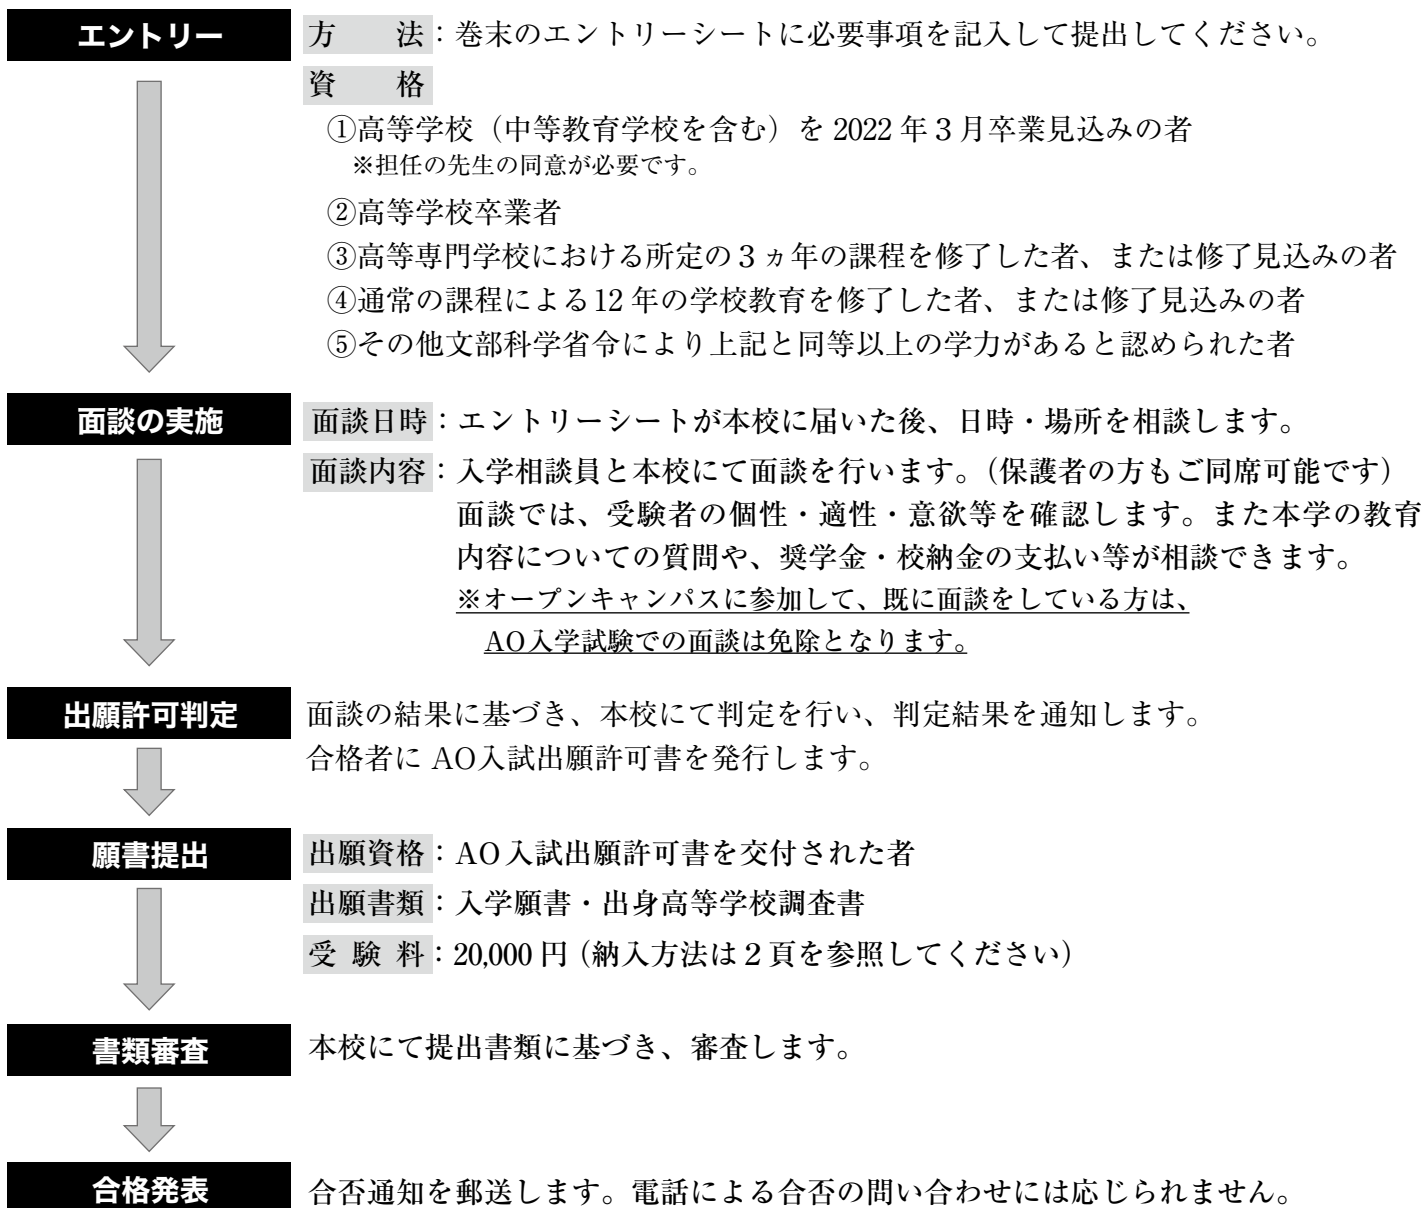 エントリー
方　　法：巻末のエントリーシートに必要事項を記入して提出してください。
資　　格
①高等学校（中等教育学校を含む）を 2022 年３月卒業見込みの者
※担任の先生の同意が必要です。
②高等学校卒業者
③高等専門学校における所定の３ヵ年の課程を修了した者、または修了見込みの者
④通常の課程による12 年の学校教育を修了した者、または修了見込みの者
⑤その他文部科学省令により上記と同等以上の学力があると認められた者
面談の実施
面談日時：エントリーシートが本校に届いた後、日時・場所を相談します。
面談内容：入学相談員と本校にて面談を行います。（保護者の方もご同席可能です）
面談では、受験者の個性・適性・意欲等を確認します。また本学の教育
内容についての質問や、奨学金・校納金の支払い等が相談できます。
※オープンキャンパスに参加して、既に面談をしている方は、
AO入学試験での面談は免除となります。
出願許可判定
面談の結果に基づき、本校にて判定を行い、判定結果を通知します。
合格者に AO入試出願許可書を発行します。
願書提出
出願資格：AO入試出願許可書を交付された者
出願書類：入学願書・出身高等学校調査書
受 験 料：20,000 円（納入方法は２頁を参照してください）
書類審査
本校にて提出書類に基づき、審査します。
合格発表
合否通知を郵送します。電話による合否の問い合わせには応じられません。